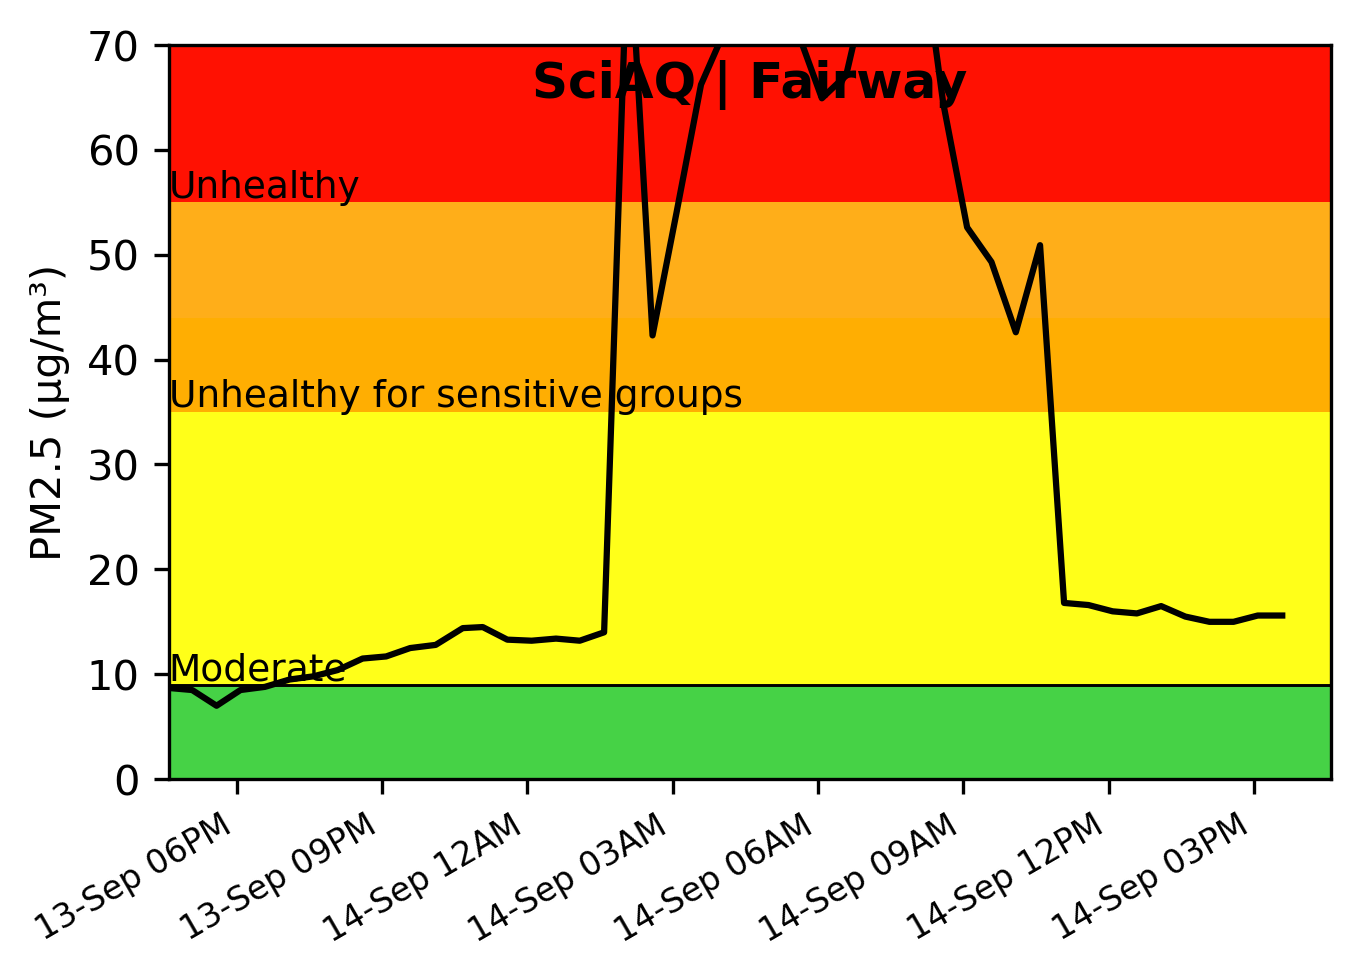 SciAQ | Fairway
PM2.5 (µg/m³)
70
60
50
40
30
20
10
0
Unhealthy
Unhealthy for sensitive groups
Moderate
13-Sep 06PM
13-Sep 09PM
14-Sep 12AM
14-Sep 03AM
14-Sep 06AM
14-Sep 09AM
14-Sep 12PM
14-Sep 03PM